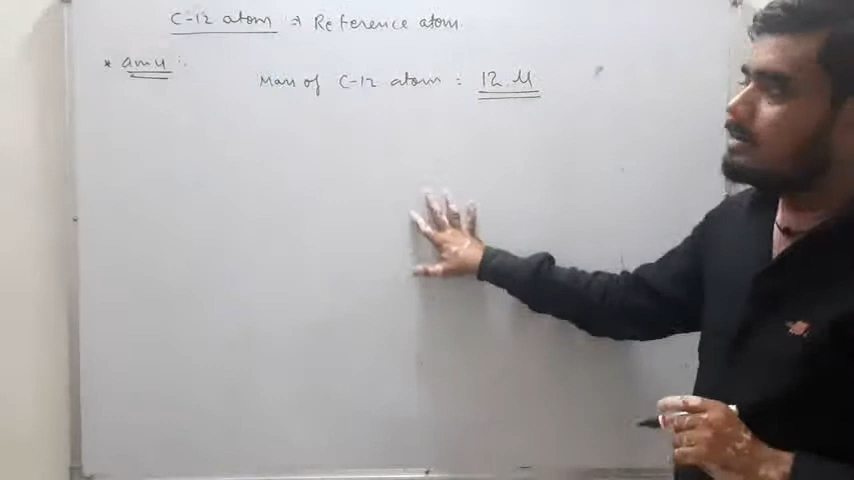 C-12 atom → Reference atom
* amu :
Mass of C-12 atom : 12 M